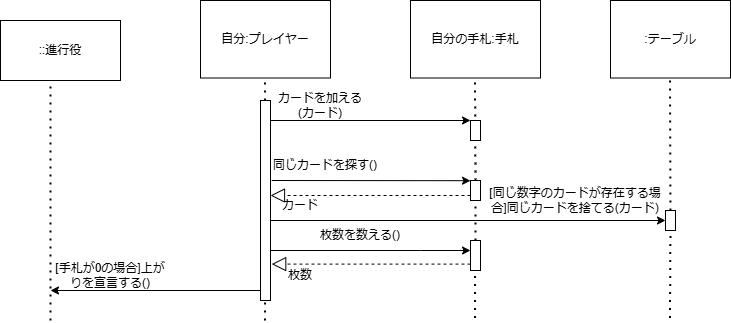 ::進行役
自分:プレイヤー
自分の手札:手札
:テーブル
カードを加える
(カード)
同じカードを探す()
カード
[同じ数字のカードが存在する場
合]同じカードを捨てる(カード)
枚数を数える()
枚数
[手札が0の場合]上が
りを宣言する()